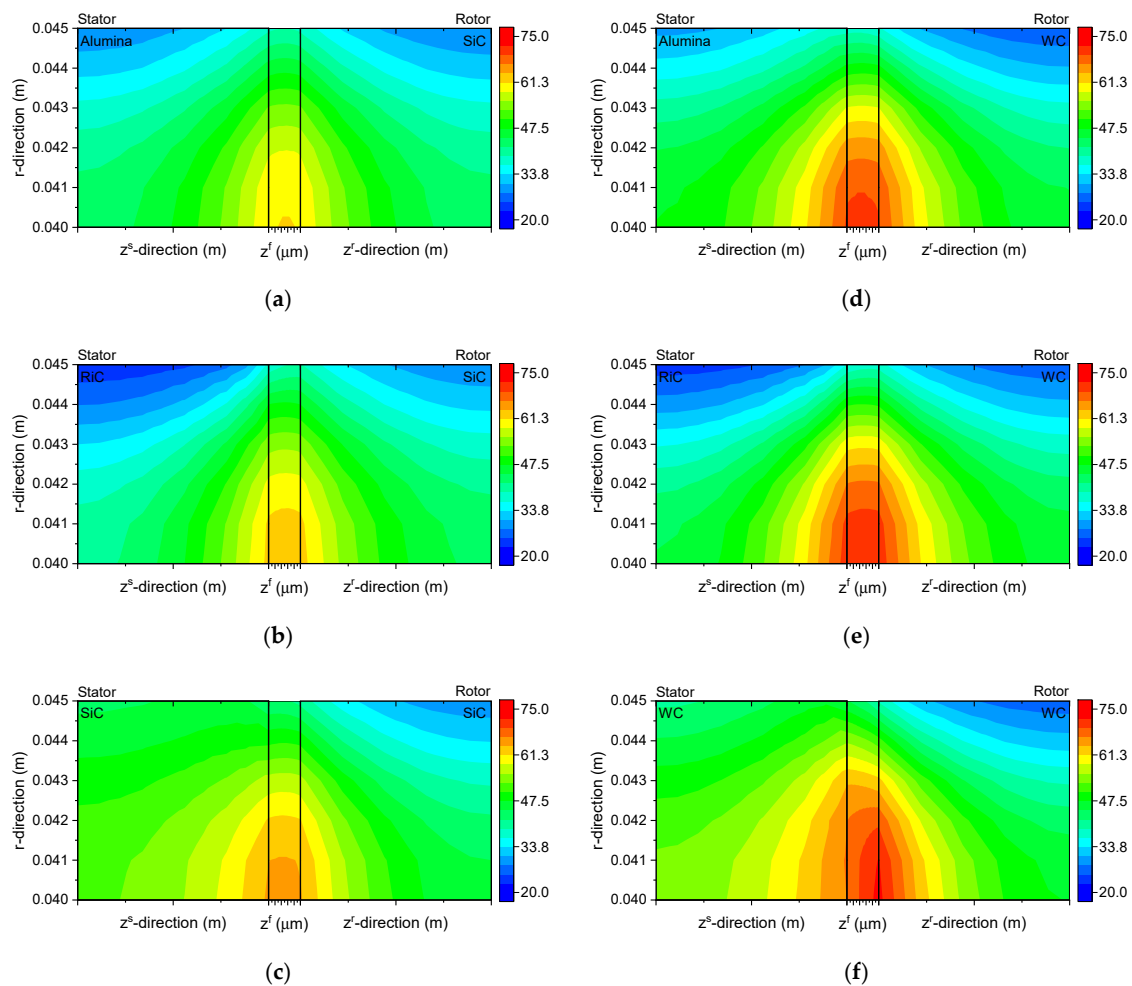 Stator Rotor
0.045 Alumina SiC 75.0
0.044
61.3
0.043
r-direction (m) 47.5
0.042
33.8
0.041
20.0
0.040
zˢ-direction (m) zᶠ (μm) zʳ-direction (m)
(a)
Stator Rotor
0.045 Alumina WC 75.0
0.044
61.3
0.043
r-direction (m) 47.5
0.042
33.8
0.041
20.0
0.040
zˢ-direction (m) zᶠ (μm) zʳ-direction (m)
(d)
Stator Rotor
0.045 RiC SiC 75.0
0.044
61.3
0.043
r-direction (m) 47.5
0.042
33.8
0.041
20.0
0.040
zˢ-direction (m) zᶠ (μm) zʳ-direction (m)
(b)
Stator Rotor
0.045 RiC WC 75.0
0.044
61.3
0.043
r-direction (m) 47.5
0.042
33.8
0.041
20.0
0.040
zˢ-direction (m) zᶠ (μm) zʳ-direction (m)
(e)
Stator Rotor
0.045 SiC SiC 75.0
0.044
61.3
0.043
r-direction (m) 47.5
0.042
33.8
0.041
20.0
0.040
zˢ-direction (m) zᶠ (μm) zʳ-direction (m)
(c)
Stator Rotor
0.045 WC WC 75.0
0.044
61.3
0.043
r-direction (m) 47.5
0.042
33.8
0.041
20.0
0.040
zˢ-direction (m) zᶠ (μm) zʳ-direction (m)
(f)